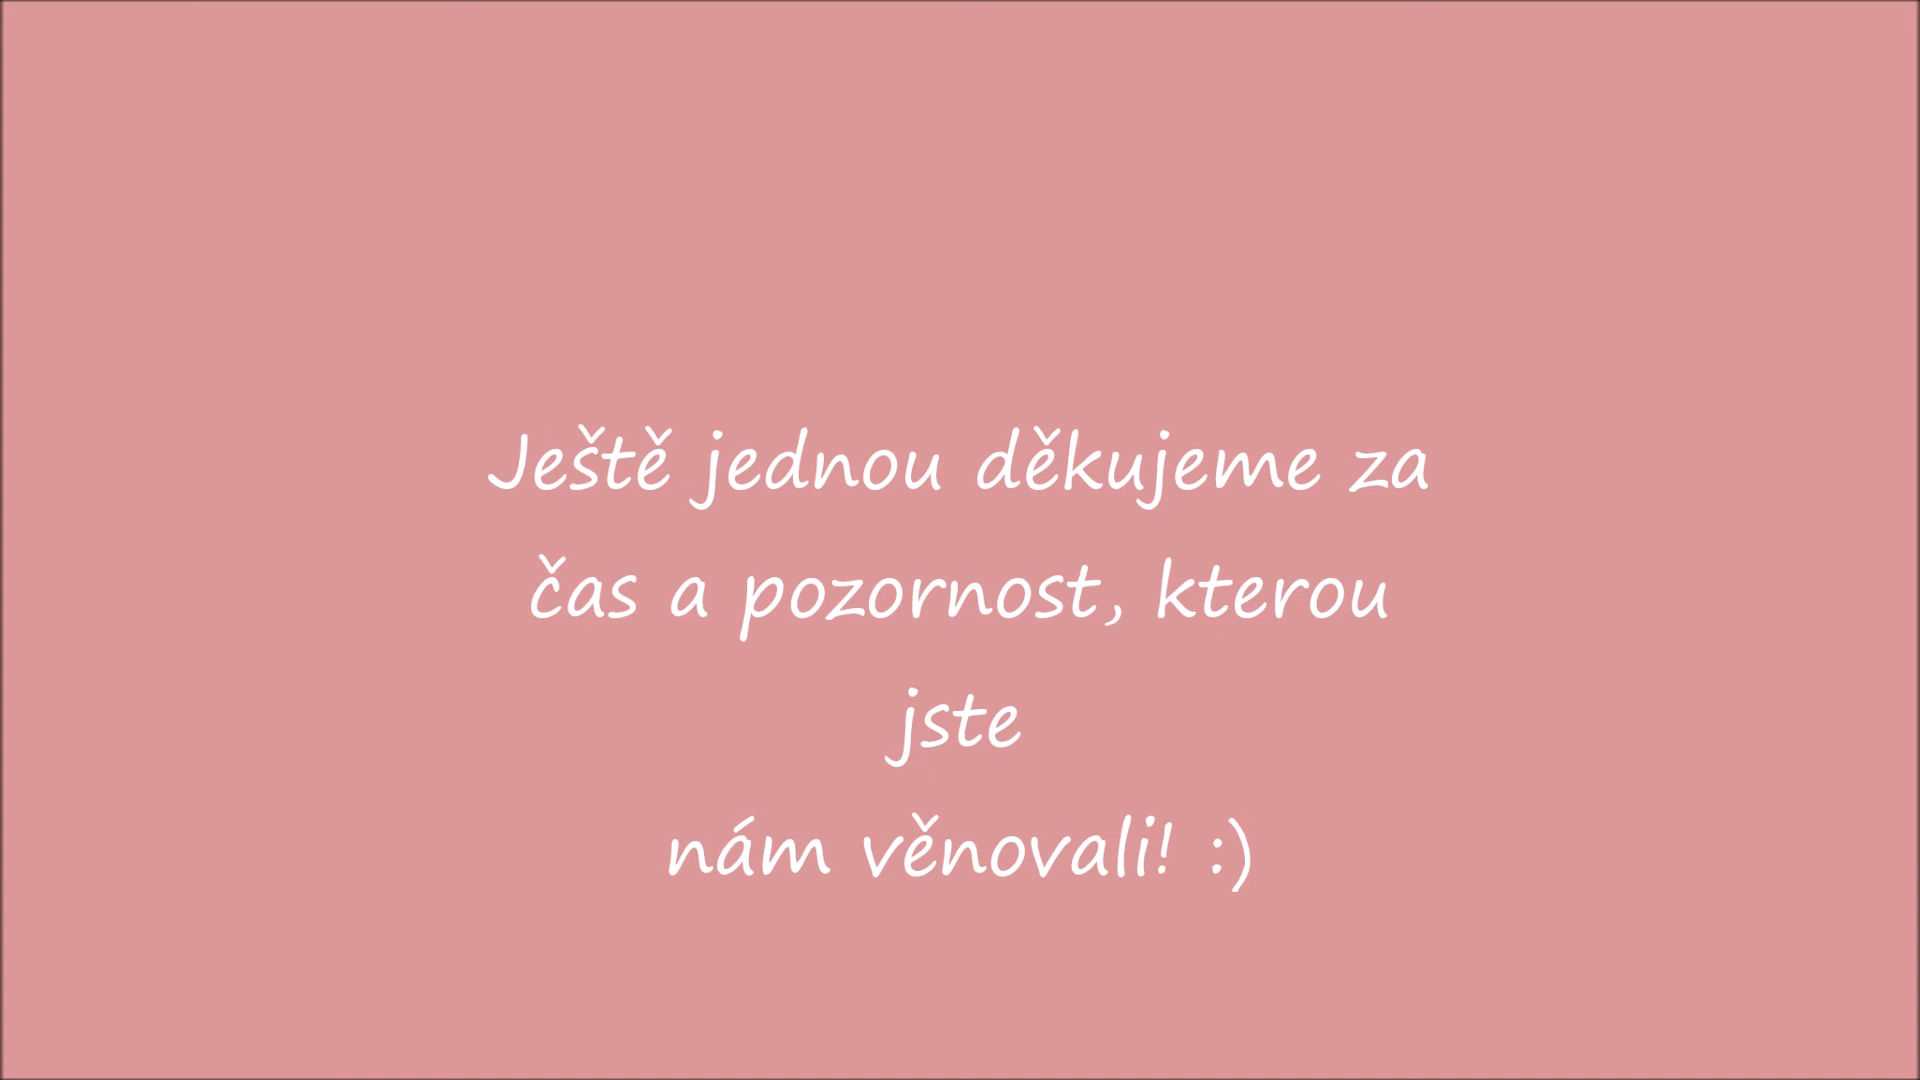 Ještě jednou děkujeme za
čas a pozornost, kterou
jste
nám věnovali! :)